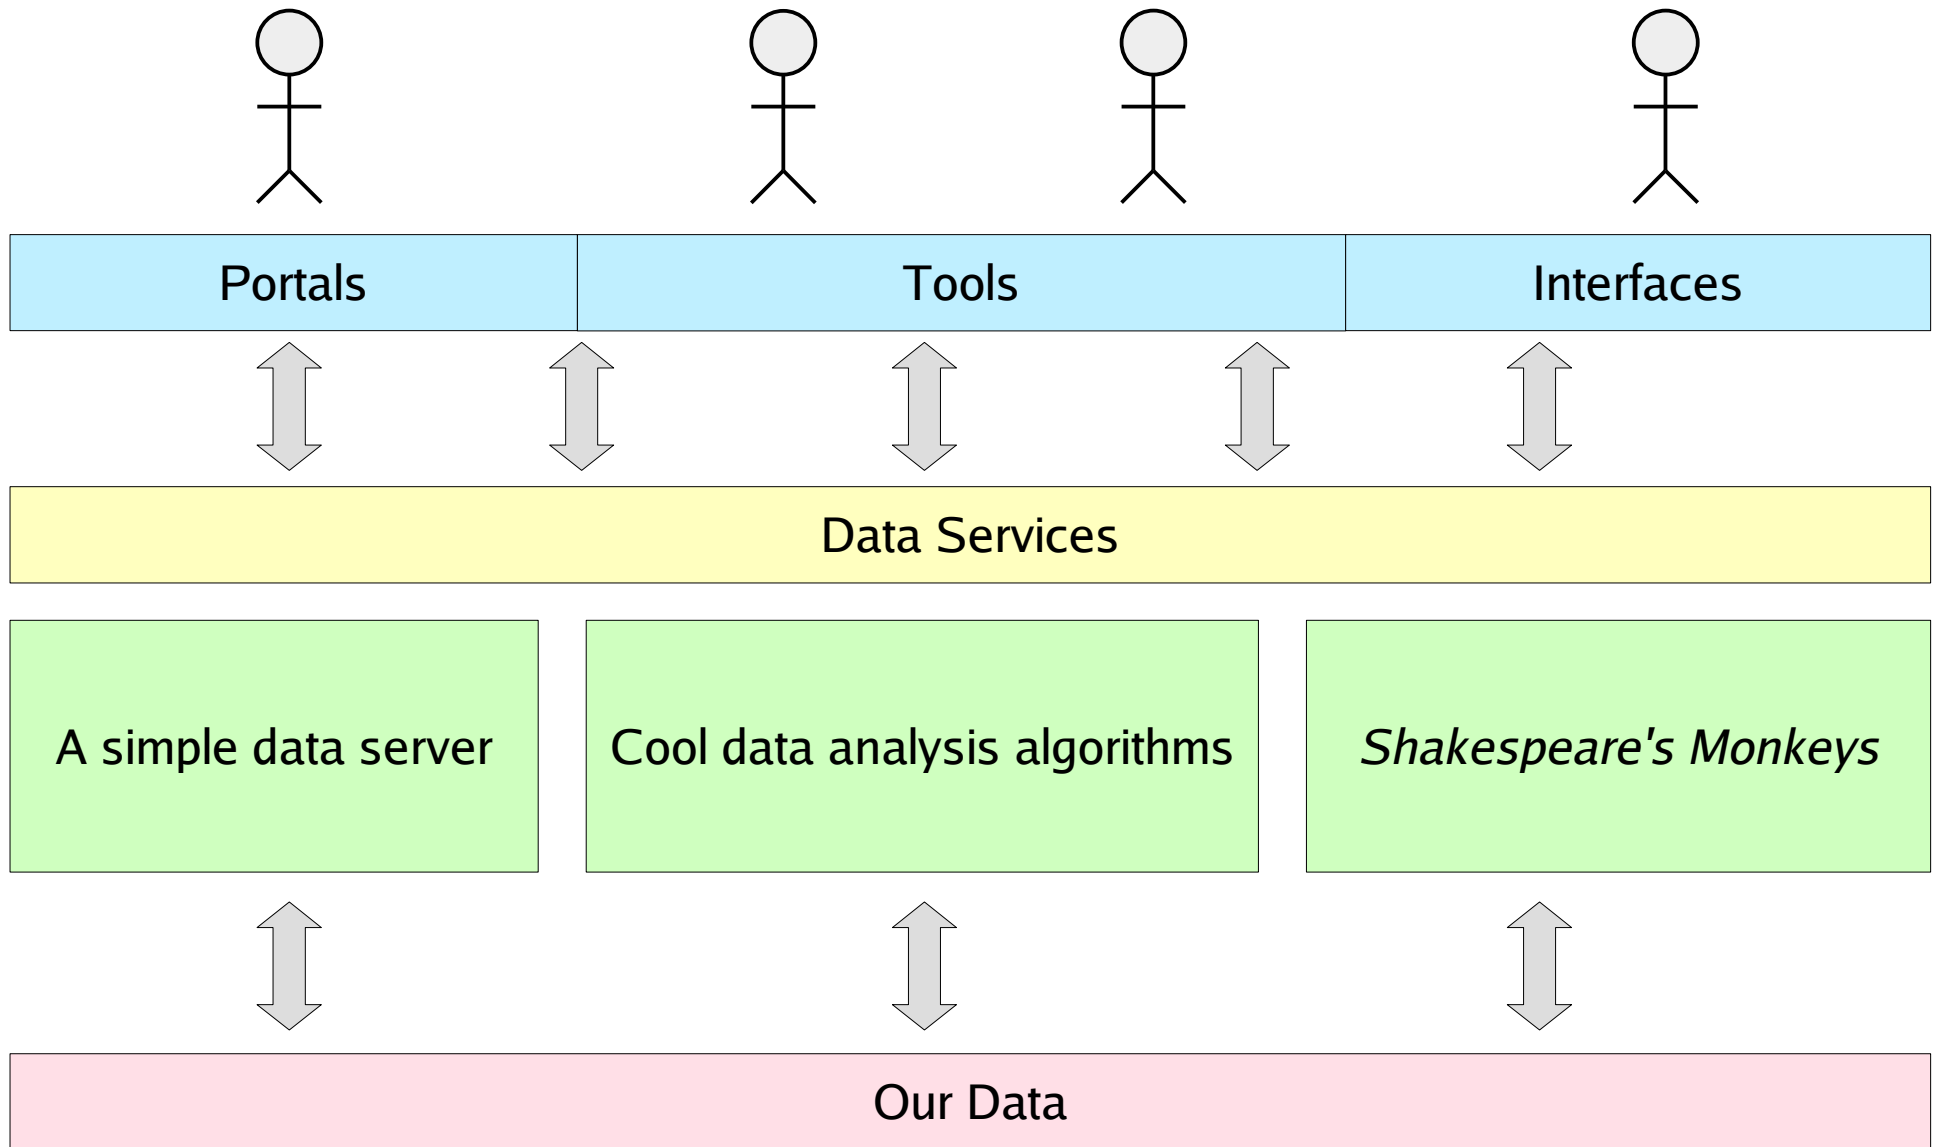 Portals
Tools
Interfaces
Data Services
A simple data server
Cool data analysis algorithms
Shakespeare's Monkeys
Our Data